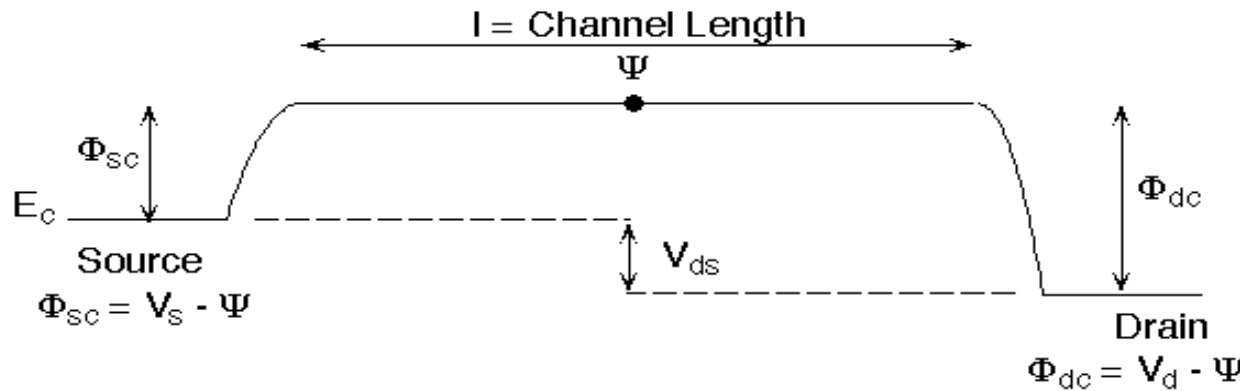 l = Channel Length
Ψ
Φsc
Ec
Φdc
Vds
Source
Φsc = Vs - Ψ
Drain
Φdc = Vd - Ψ